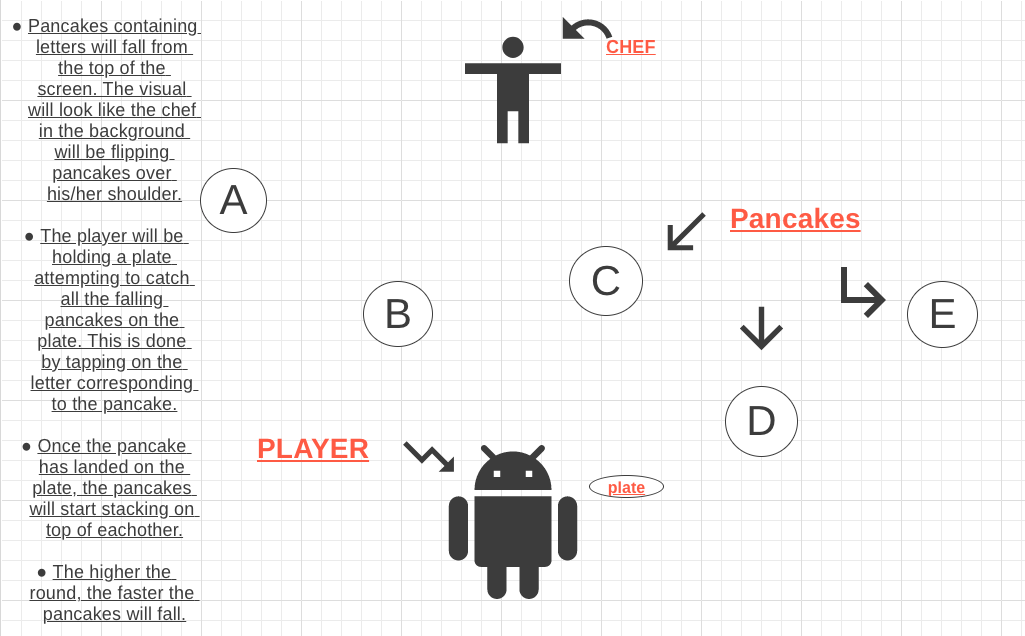 ● Pancakes containing
letters will fall from
the top of the
screen. The visual
will look like the chef
in the background
will be flipping
pancakes over
his/her shoulder.
● The player will be
holding a plate
attempting to catch
all the falling
pancakes on the
plate. This is done
by tapping on the
letter corresponding
to the pancake.
● Once the pancake
has landed on the
plate, the pancakes
will start stacking on
top of eachother.
● The higher the
round, the faster the
pancakes will fall.
CHEF
A
Pancakes
C
B
E
D
PLAYER
plate